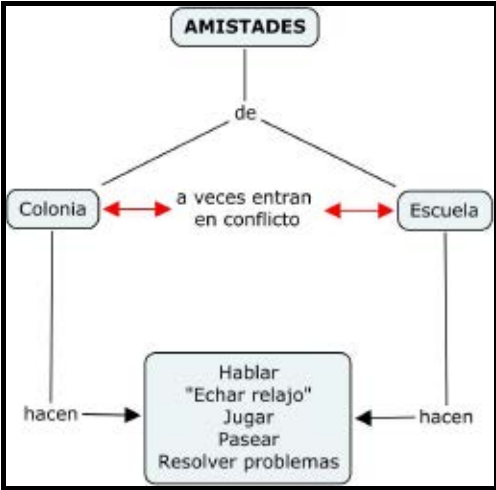 AMISTADES
de
Colonia
a veces entran
en conflicto
Escuela
hacen
Hablar
"Echar relajo"
Jugar
Pasear
Resolver problemas
hacen